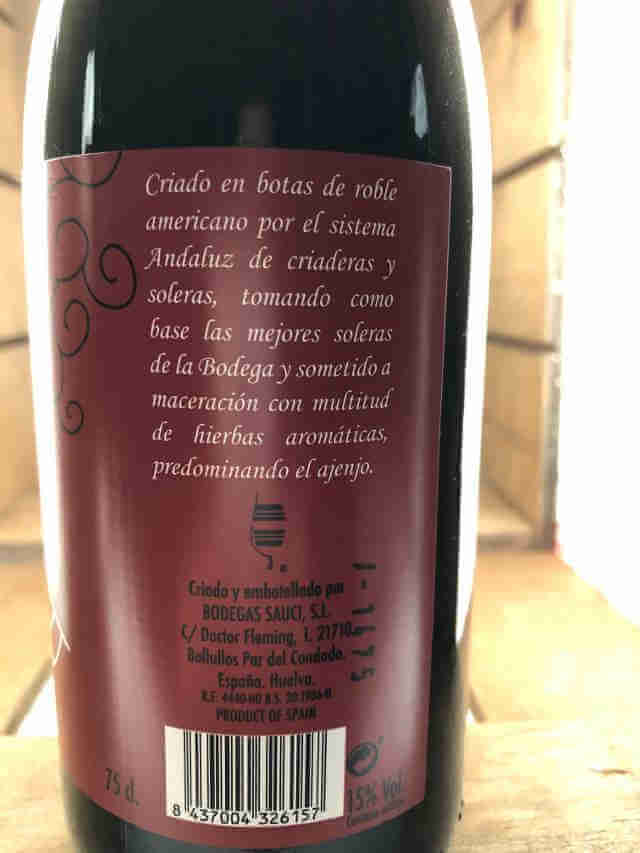 Criado en botas de roble
americano por el sistema
Andaluz de criaderas y
soleras, tomando como
base las mejores soleras
de la Bodega y sometido a
maceración con multitud
de hierbas aromáticas,
predominando el ajenjo.
Criado y embotellado por
BODEGAS SAUCI, S.L.
C/ Doctor Fleming, 1. 21710
Bollullos Par del Condado.
España. Huelva.
PRODUCT OF SPAIN
75 cl.
8 437004 326157
15% Vol.